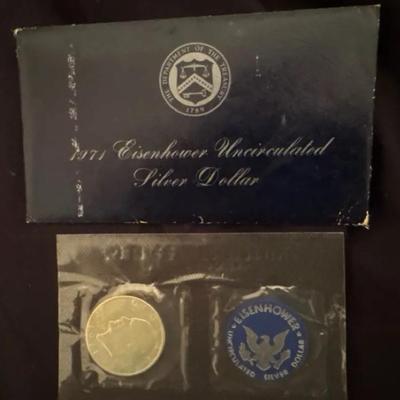 THE DEPARTMENT OF THE TREASURY
1789
1971 Eisenhower Uncirculated
Silver Dollar
EISENHOWER
UNCIRCULATED SILVER DOLLAR